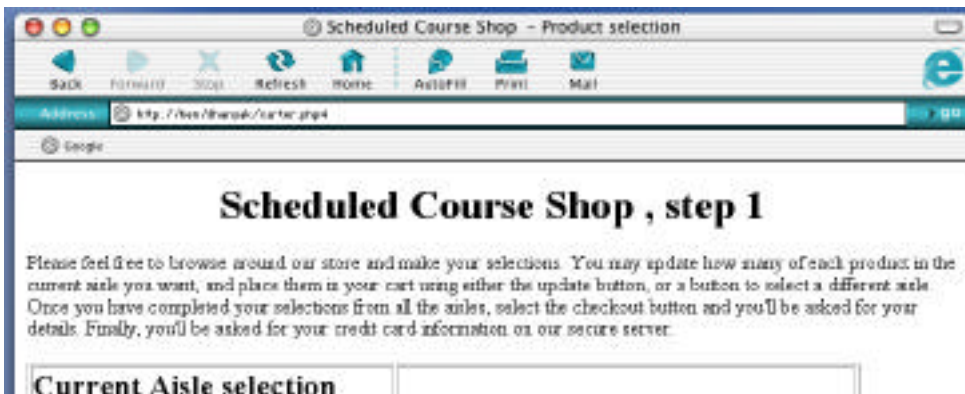 Scheduled Course Shop - Product selection
Back Forward Stop Refresh Home AutoFill Print Mail
Address
go
Google
Scheduled Course Shop , step 1
Please feel free to browse around our store and make your selections. You may update how many of each product in the
current aisle you want, and place them in your cart using either the update button, or a button to select a different aisle.
Once you have completed your selections from all the aisles, select the checkout button and you'll be asked for your
details. Finally, you'll be asked for your credit card information on our secure server.
Current Aisle selection